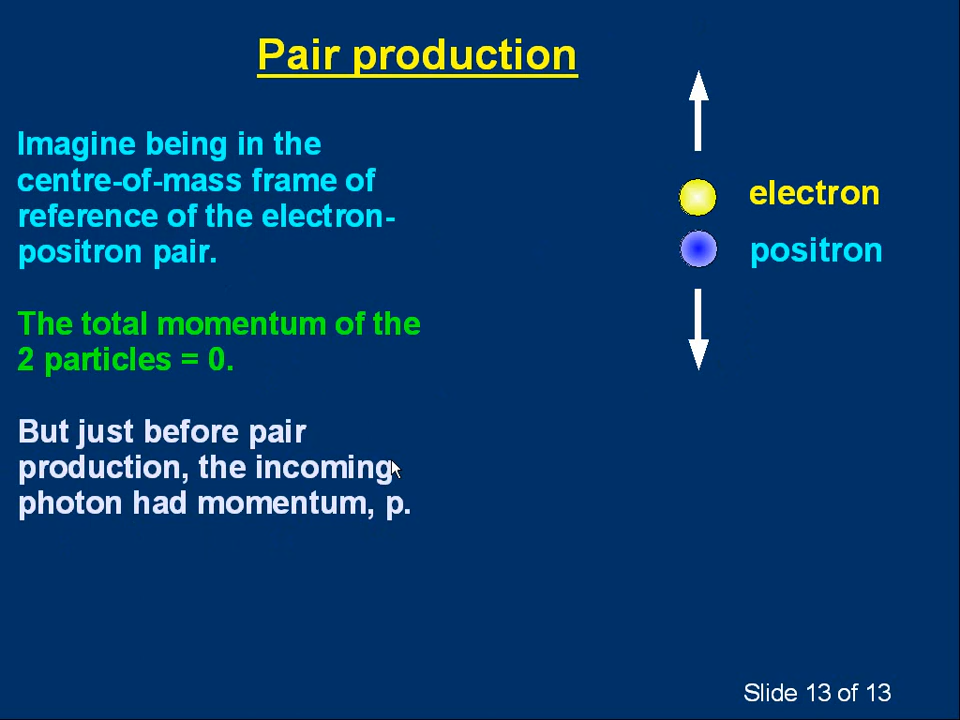 Pair production
Imagine being in the
centre-of-mass frame of
reference of the electron-
positron pair.
The total momentum of the
2 particles = 0.
But just before pair
production, the incoming
photon had momentum, p.
electron
positron
Slide 13 of 13